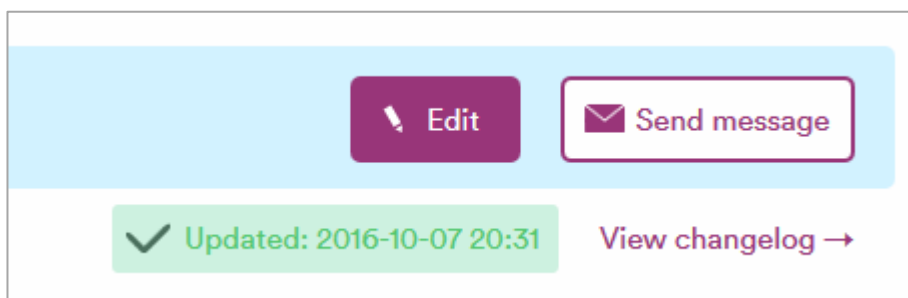 Edit
Send message
Updated: 2016-10-07 20:31
View changelog →